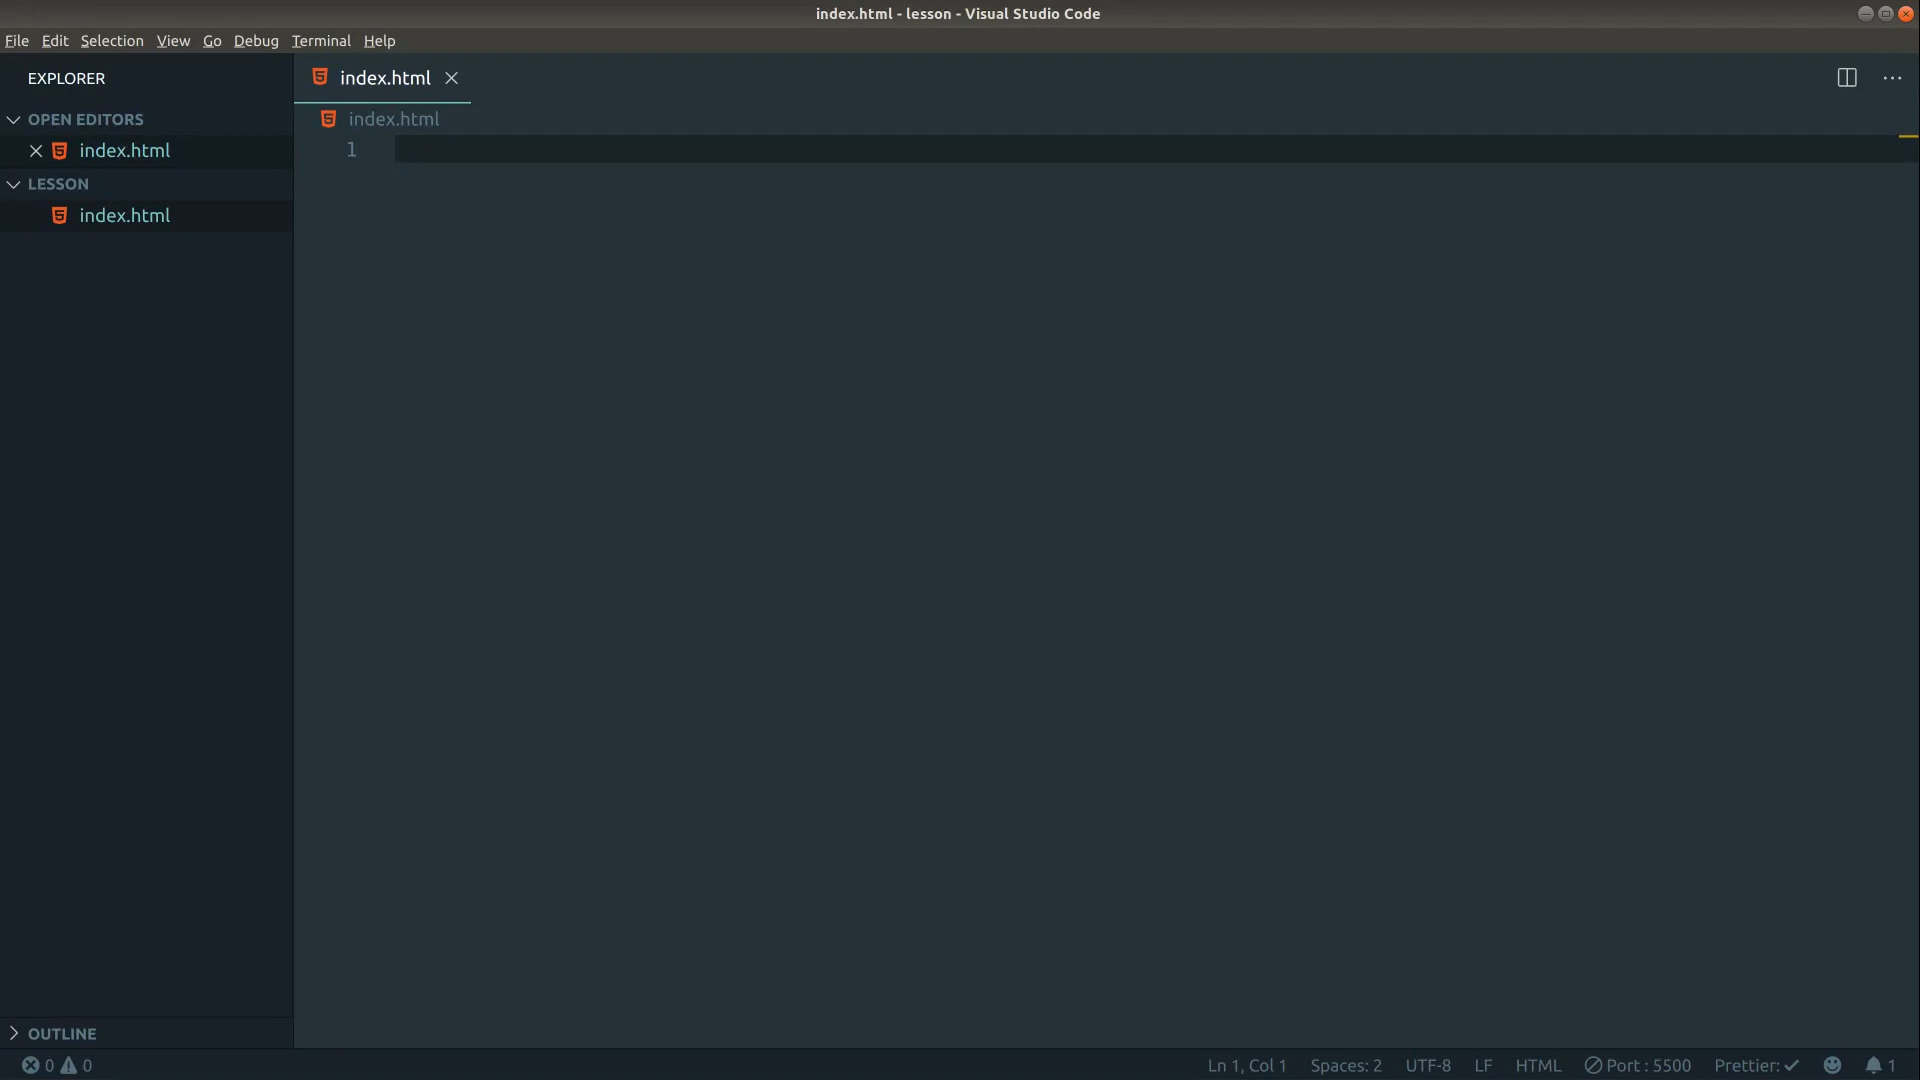 index.html - lesson - Visual Studio Code
File Edit Selection View Go Debug Terminal Help
EXPLORER
OPEN EDITORS
index.html
LESSON
index.html
OUTLINE
index.html
index.html
1
0 0
Ln 1, Col 1 Spaces: 2 UTF-8 LF HTML Port : 5500 Prettier: 1